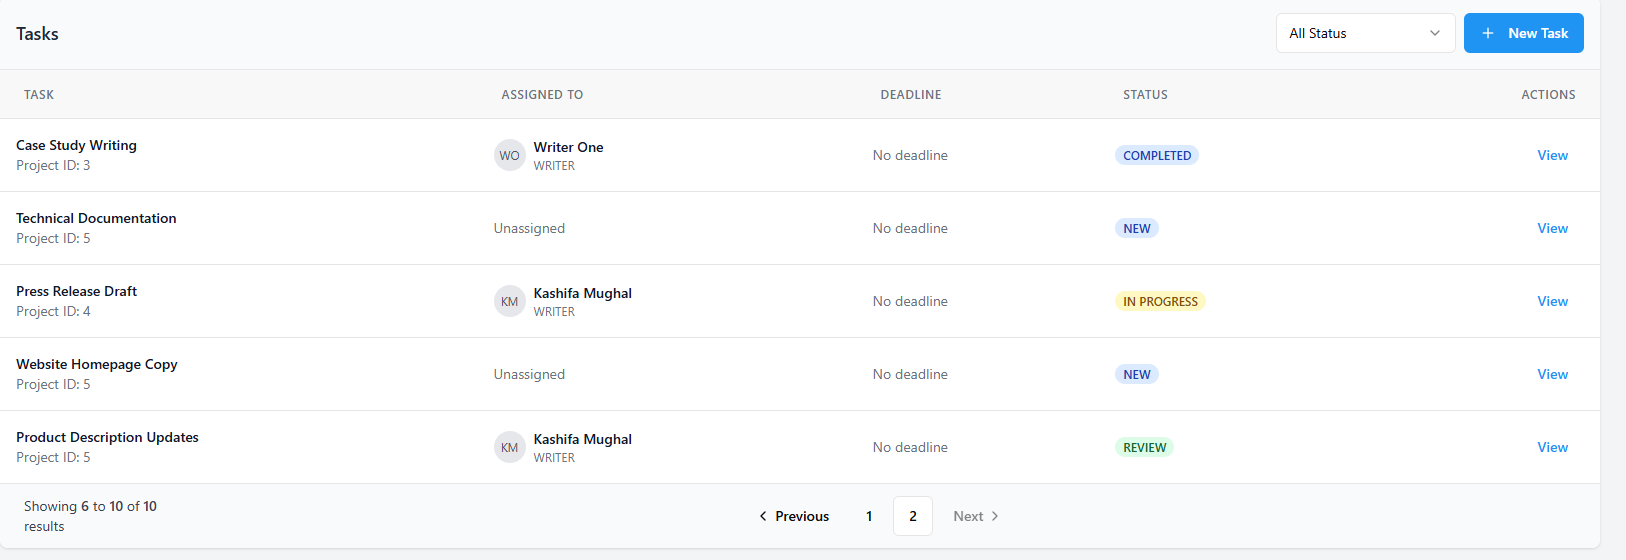 Tasks
All Status
New Task
TASK ASSIGNED TO DEADLINE STATUS ACTIONS
Case Study Writing
Project ID: 3
WO
Writer One
WRITER
No deadline
COMPLETED
View
Technical Documentation
Project ID: 5
Unassigned
No deadline
NEW
View
Press Release Draft
Project ID: 4
KM
Kashifa Mughal
WRITER
No deadline
IN PROGRESS
View
Website Homepage Copy
Project ID: 5
Unassigned
No deadline
NEW
View
Product Description Updates
Project ID: 5
KM
Kashifa Mughal
WRITER
No deadline
REVIEW
View
Showing 6 to 10 of 10
results
Previous 1 2 Next